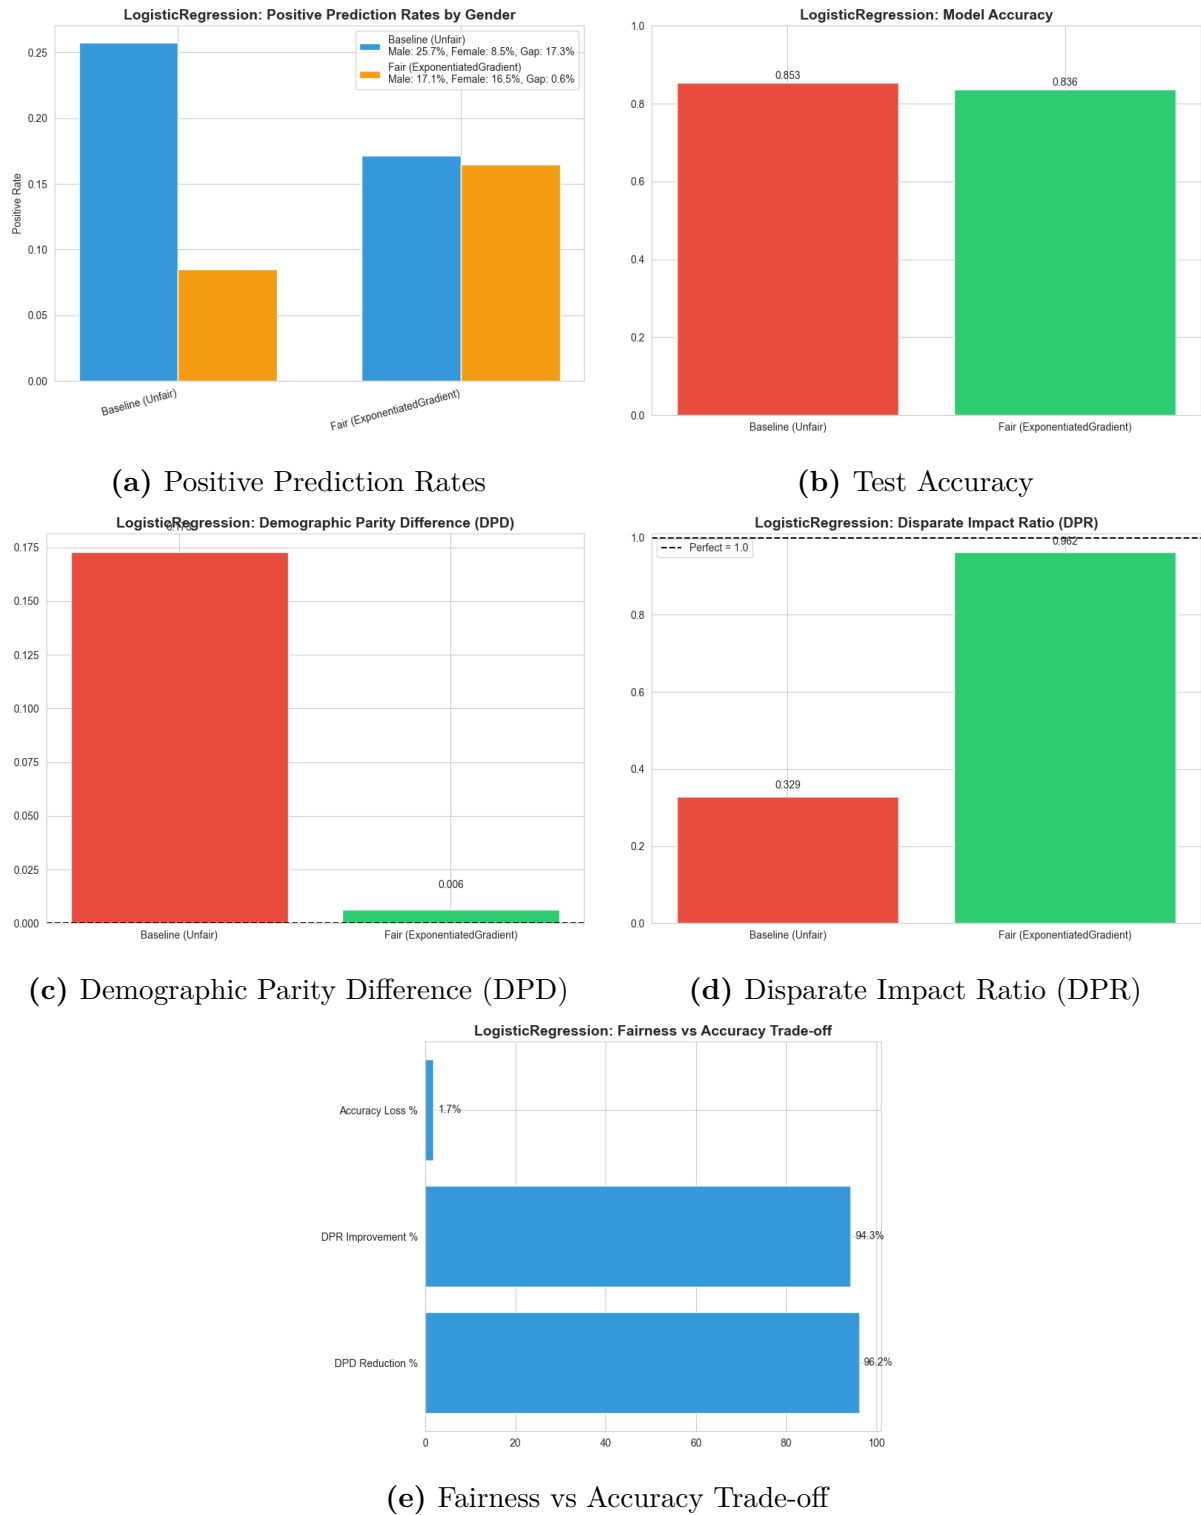 LogisticRegression: Positive Prediction Rates by Gender
Baseline (Unfair)
Male: 25.7%, Female: 8.5%, Gap: 17.3%
Fair (ExponentiatedGradient)
Male: 17.1%, Female: 16.5%, Gap: 0.6%
Positive Rate
0.25
0.20
0.15
0.10
0.05
0.00
Baseline (Unfair)
Fair (ExponentiatedGradient)
(a) Positive Prediction Rates
LogisticRegression: Model Accuracy
1.0
0.8
0.6
0.4
0.2
0.0
0.853
0.836
Baseline (Unfair)
Fair (ExponentiatedGradient)
(b) Test Accuracy
LogisticRegression: Demographic Parity Difference (DPD)
0.175
0.150
0.125
0.100
0.075
0.050
0.025
0.000
0.006
Baseline (Unfair)
Fair (ExponentiatedGradient)
(c) Demographic Parity Difference (DPD)
LogisticRegression: Disparate Impact Ratio (DPR)
Perfect = 1.0
1.0
0.8
0.6
0.4
0.2
0.0
0.329
0.962
Baseline (Unfair)
Fair (ExponentiatedGradient)
(d) Disparate Impact Ratio (DPR)
LogisticRegression: Fairness vs Accuracy Trade-off
Accuracy Loss %
1.7%
DPR Improvement %
94.3%
DPD Reduction %
96.2%
0
20
40
60
80
100
(e) Fairness vs Accuracy Trade-off